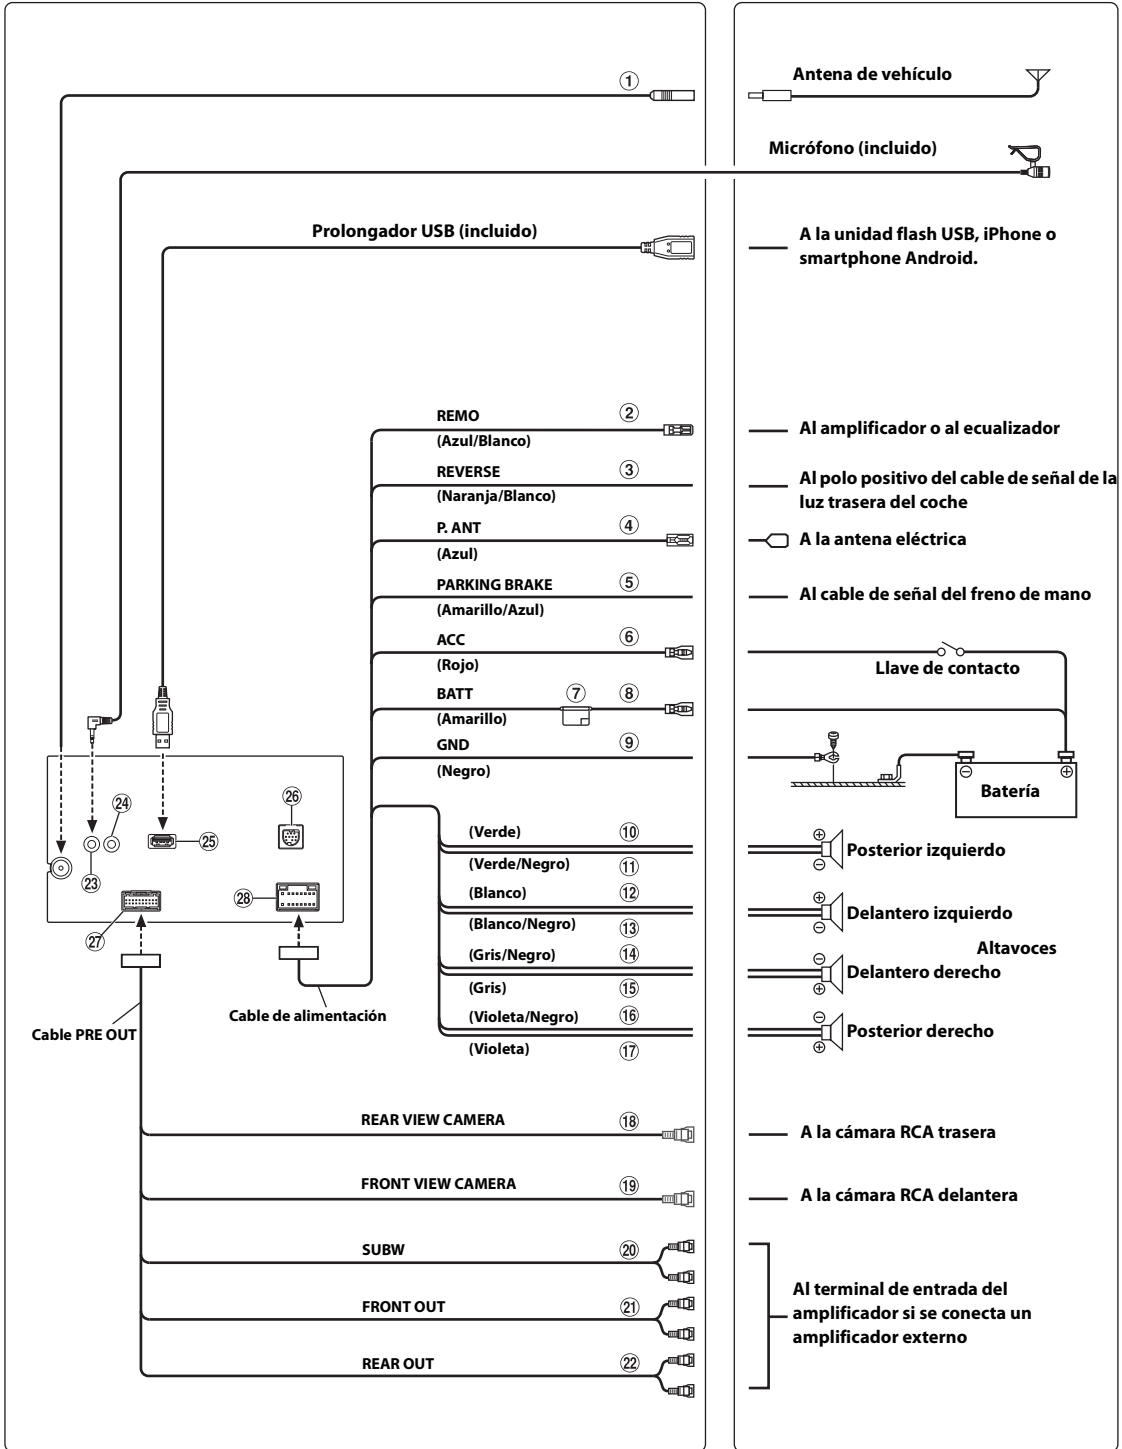 ①
Antena de vehículo
Micrófono (incluido)
Prolongador USB (incluido)
A la unidad flash USB, iPhone o
smartphone Android.
REMO ②
(Azul/Blanco)
Al amplificador o al ecualizador
REVERSE ③
(Naranja/Blanco)
Al polo positivo del cable de señal de la
luz trasera del coche
P. ANT ④
(Azul)
A la antena eléctrica
PARKING BRAKE ⑤
(Amarillo/Azul)
Al cable de señal del freno de mano
ACC ⑥
(Rojo)
Llave de contacto
BATT ⑦ ⑧
(Amarillo)
GND ⑨
(Negro)
⊖ ⊕
Batería
㉖
㉔
㉕
㉓
㉘
㉗
(Verde) ⑩
(Verde/Negro) ⑪
⊕
⊖
Posterior izquierdo
(Blanco) ⑫
(Blanco/Negro) ⑬
⊕
⊖
Delantero izquierdo
Altavoces
(Gris/Negro) ⑭
(Gris) ⑮
⊖
⊕
Delantero derecho
(Violeta/Negro) ⑯
(Violeta) ⑰
⊖
⊕
Posterior derecho
Cable de alimentación
Cable PRE OUT
REAR VIEW CAMERA ⑱
A la cámara RCA trasera
FRONT VIEW CAMERA ⑲
A la cámara RCA delantera
SUBW ⑳
FRONT OUT ㉑
REAR OUT ㉒
Al terminal de entrada del
amplificador si se conecta un
amplificador externo